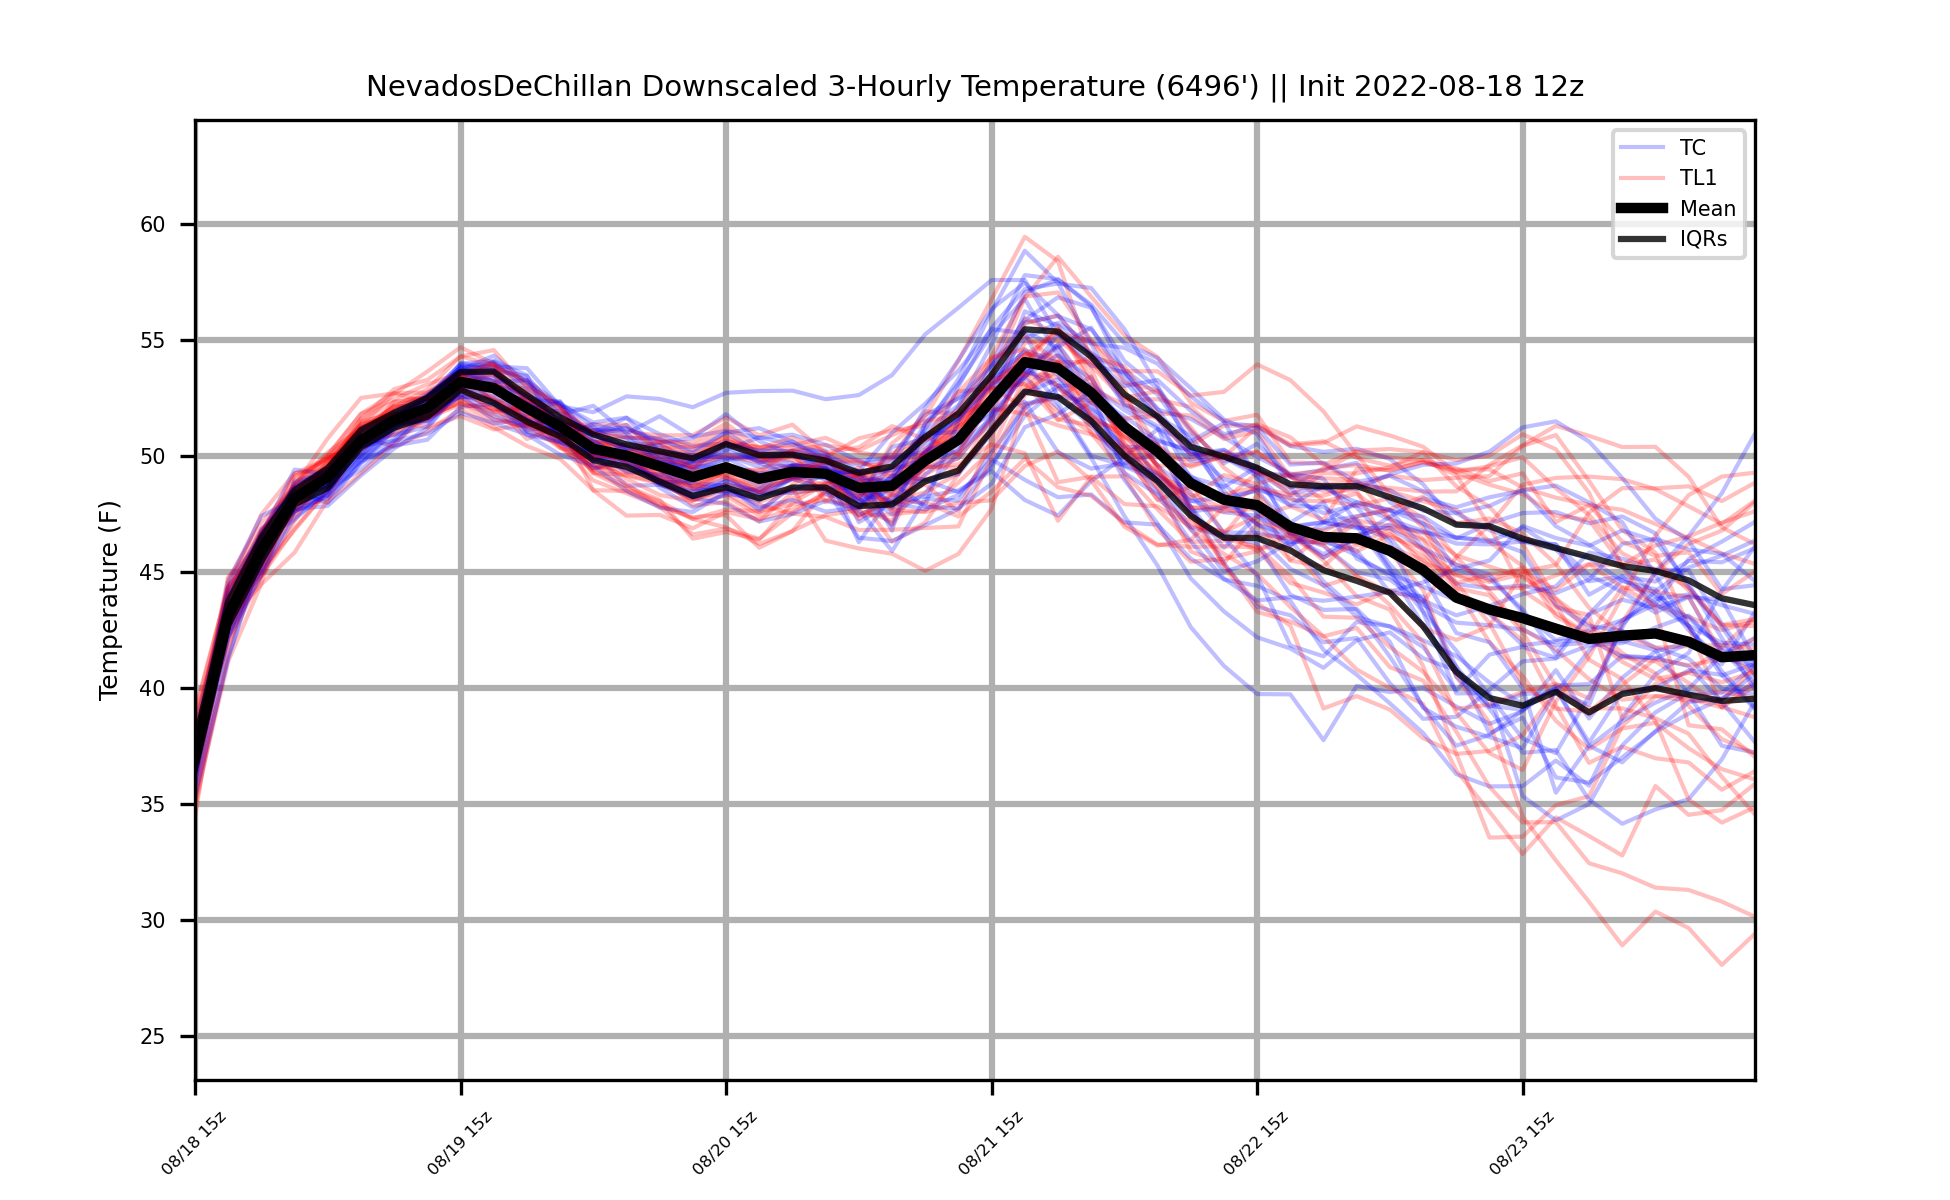 NevadosDeChillan Downscaled 3-Hourly Temperature (6496') || Init 2022-08-18 12z
TC
TL1
Mean
IQRs
Temperature (F)
60
55
50
45
40
35
30
25
08/18 15z
08/19 15z
08/20 15z
08/21 15z
08/22 15z
08/23 15z